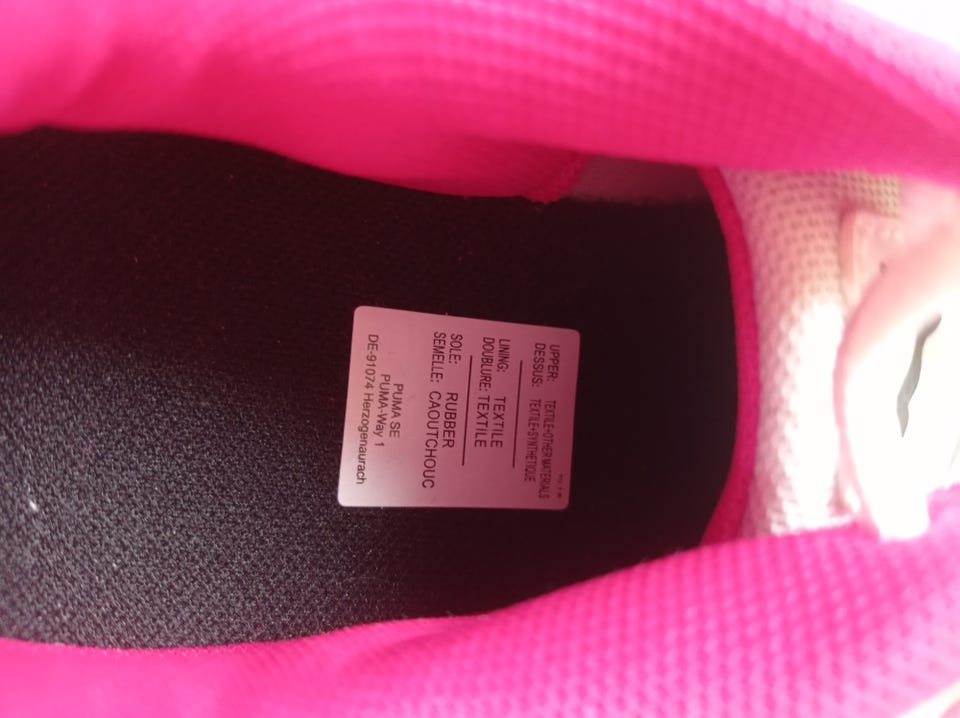 UPPER: TEXTILE+OTHER MATERIALS
DESSUS: TEXTILE+SYNTHETIQUE
LINING: TEXTILE
DOUBLURE: TEXTILE
SOLE: RUBBER
SEMELLE: CAOUTCHOUC
PUMA SE
PUMA-Way 1
DE-91074 Herzogenaurach